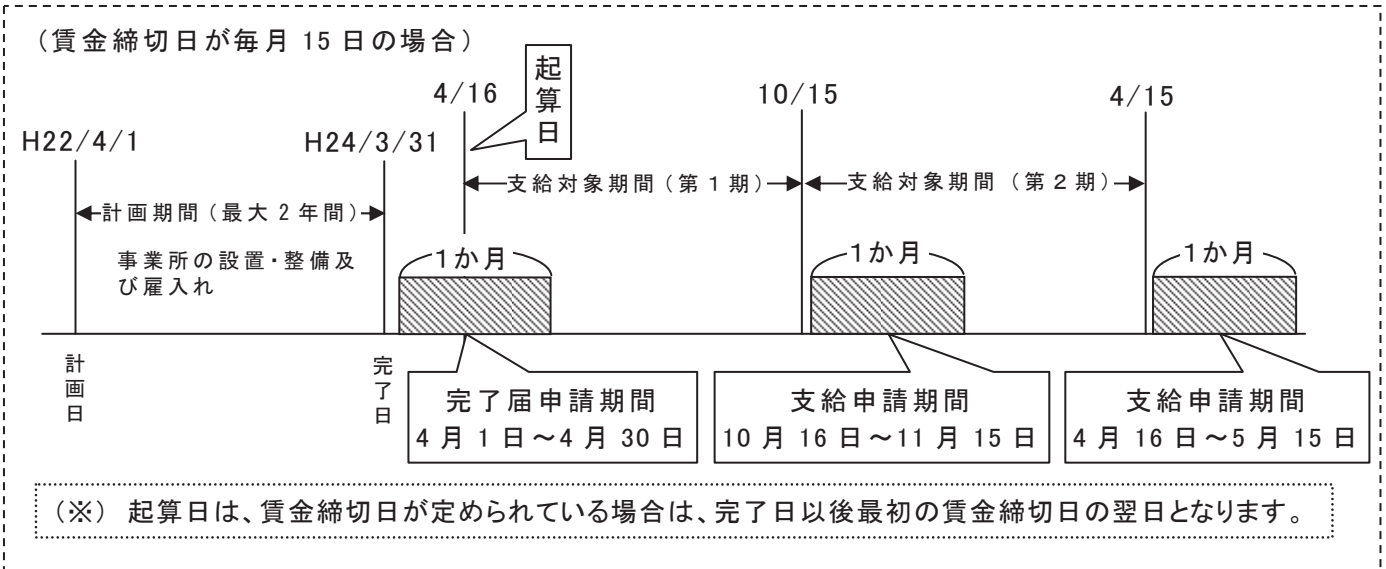 （賃金締切日が毎月 15 日の場合）
起算日
4/16
10/15
4/15
H22/4/1
H24/3/31
支給対象期間（第１期）
支給対象期間（第２期）
計画期間（最大２年間）
事業所の設置・整備及
び雇入れ
１か月
１か月
１か月
計画日
完了日
完了届申請期間
4 月 1 日～4 月 30 日
支給申請期間
10 月 16 日～11 月 15 日
支給申請期間
4 月 16 日～5 月 15 日
（※） 起算日は、賃金締切日が定められている場合は、完了日以後最初の賃金締切日の翌日となります。